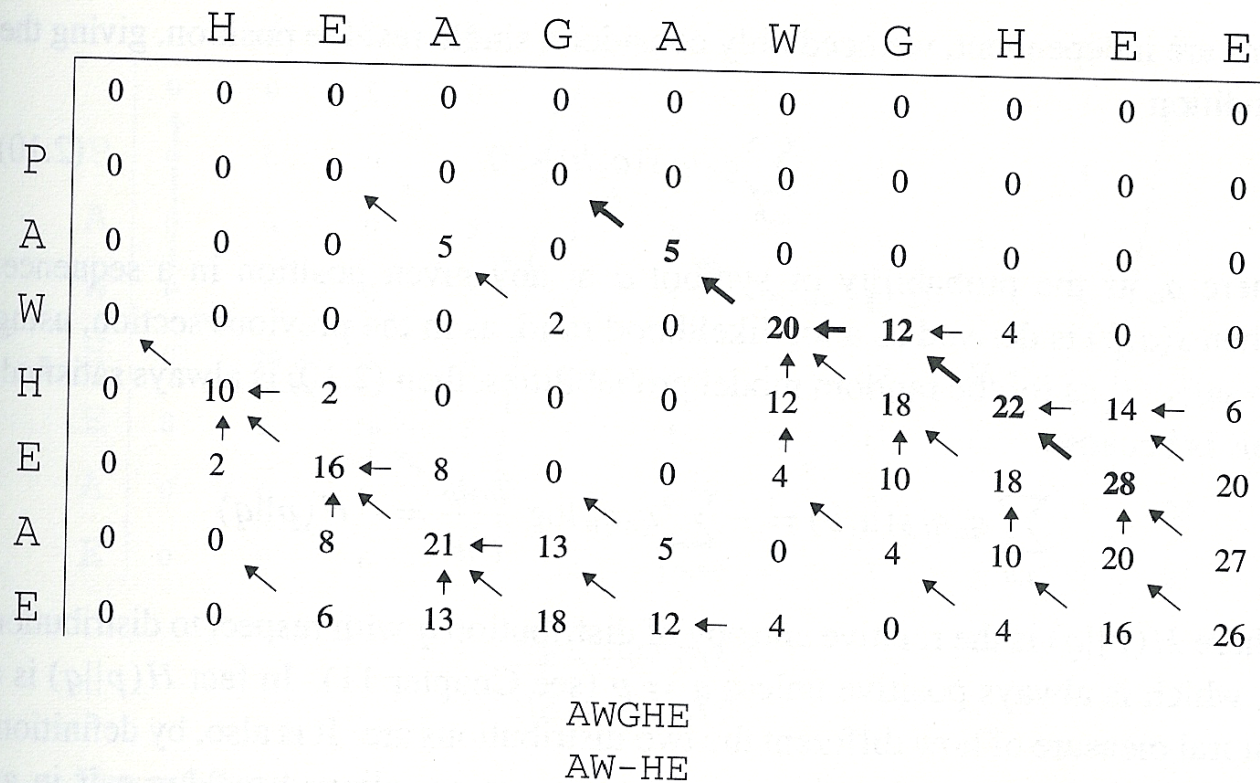 H E A G A W G H E E
0 0 0 0 0 0 0 0 0 0 0
P 0 0 0 0 0 0 0 0 0 0 0
A 0 0 0 5 0 5 0 0 0 0 0
W 0 0 0 0 2 0 20 12 4 0 0
H 0 10 2 0 0 0 12 18 22 14 6
E 0 2 16 8 0 0 4 10 18 28 20
A 0 0 8 21 13 5 0 4 10 20 27
E 0 0 6 13 18 12 4 0 4 16 26
AWGHE
AW-HE